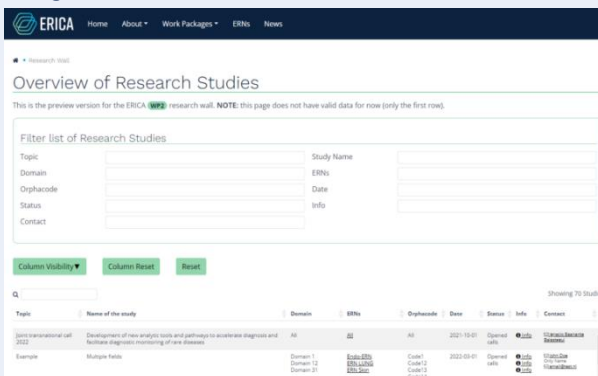 ERICA Home About Work Packages ERNs News
Research Wall
Overview of Research Studies
This is the preview version for the ERICA WP2 research wall. NOTE: this page does not have valid data for now (only the first row).
Filter list of Research Studies
Topic Study Name
Domain ERNs
Orphacode Date
Status Info
Contact
Column Visibility▼ Column Reset Reset
Showing 70 Studi
Topic Name of the study Domain ERNs Orphacode Date Status Info Contact
Joint transnational call 2022 Development of new analytic tools and pathways to accelerate diagnosis and facilitate diagnostic monitoring of rare diseases All All All 2021-10-01 Opened calls Info
Example Multiple fields Domain 1 Endo-ERN Code1 2022-03-01 Opened calls Info John Doe
Domain 12 ERN LUNG Code12 Info Only Name
Domain 31 ERN Skin Code13 Info